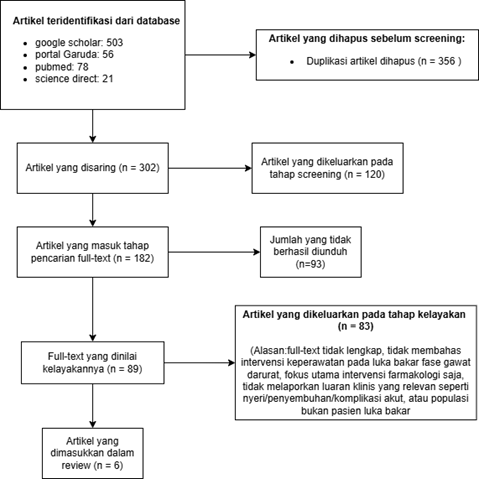 Artikel teridentifikasi dari database
• google scholar: 503
• portal Garuda: 56
• pubmed: 78
• science direct: 21
Artikel yang dihapus sebelum screening:
• Duplikasi artikel dihapus (n = 356 )
Artikel yang disaring (n = 302)
Artikel yang dikeluarkan pada
tahap screening (n = 120)
Artikel yang masuk tahap
pencarian full-text (n = 182)
Jumlah yang tidak
berhasil diunduh
(n=93)
Full-text yang dinilai
kelayakannya (n = 89)
Artikel yang dikeluarkan pada tahap kelayakan
(n = 83)
(Alasan:full-text tidak lengkap, tidak membahas
intervensi keperawatan pada luka bakar fase gawat
darurat, fokus utama intervensi farmakologi saja,
tidak melaporkan luaran klinis yang relevan seperti
nyeri/penyembuhan/komplikasi akut, atau populasi
bukan pasien luka bakar
Artikel yang
dimasukkan dalam
review (n = 6)